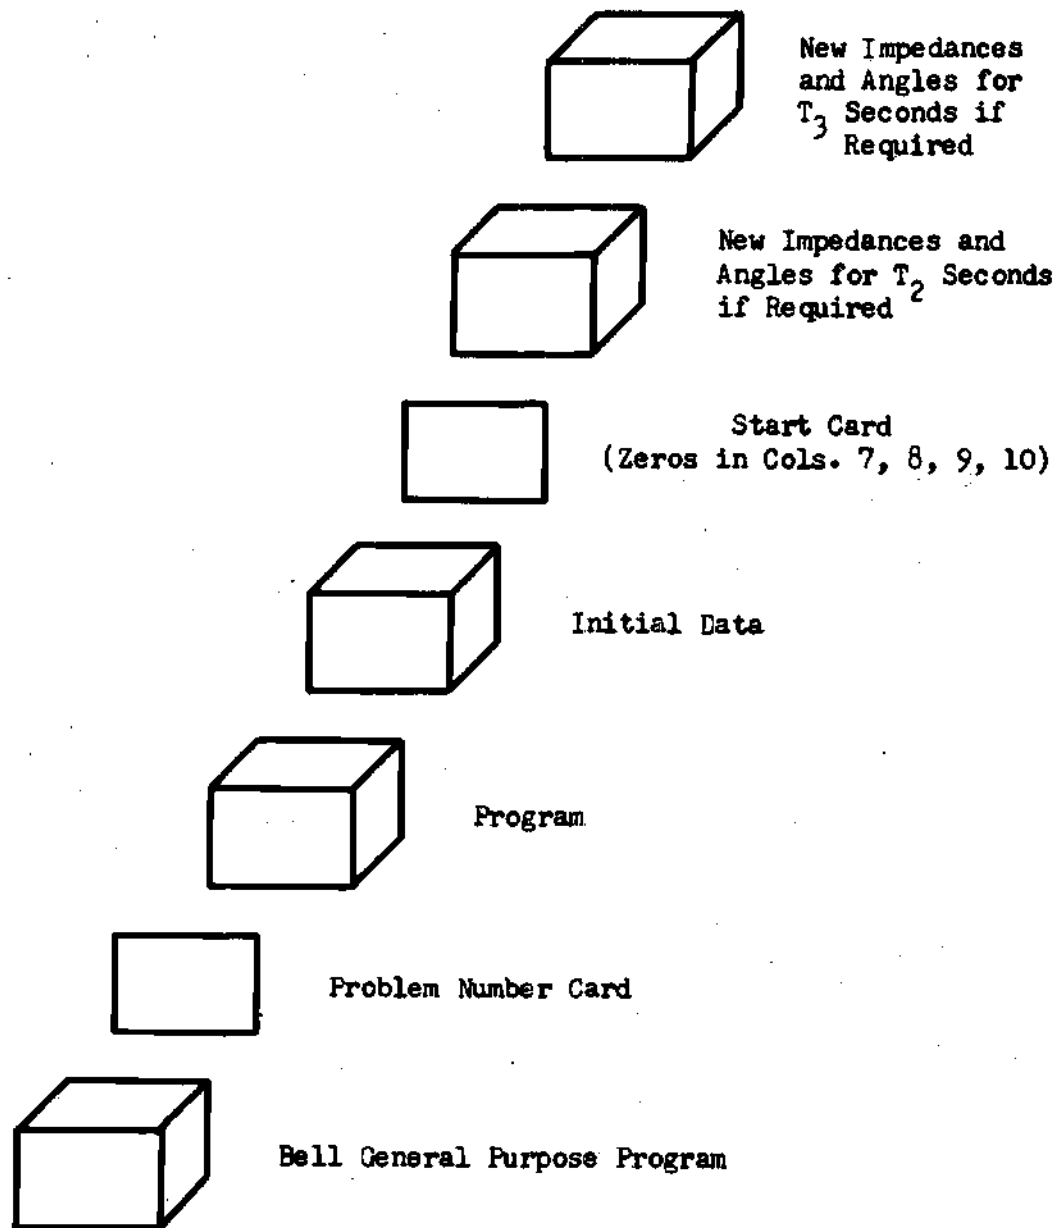 New Impedances
and Angles for
T₃ Seconds if
Required
New Impedances and
Angles for T₂ Seconds
if Required
Start Card
(Zeros in Cols. 7, 8, 9, 10)
Initial Data
Program
Problem Number Card
Bell General Purpose Program